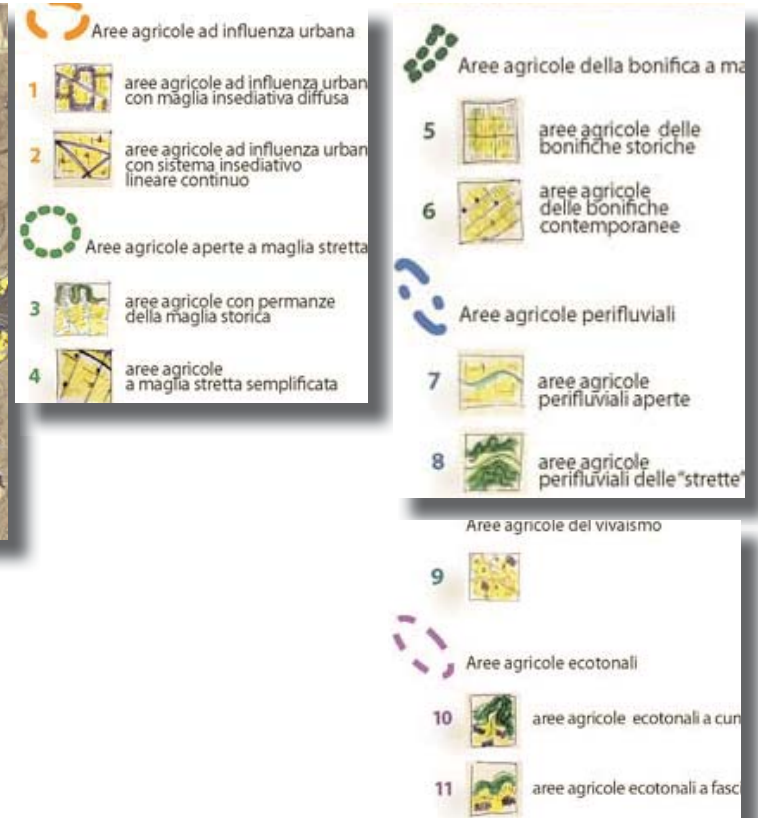 Aree agricole ad influenza urbana
1
aree agricole ad influenza urban
con maglia insediativa diffusa
2
aree agricole ad influenza urban
con sistema insediativo
lineare continuo
Aree agricole aperte a maglia stretta
3
aree agricole con permanze
della maglia storica
4
aree agricole
a maglia stretta semplificata
Aree agricole della bonifica a ma
5
aree agricole delle
bonifiche storiche
6
aree agricole
delle bonifiche
contemporanee
Aree agricole perifluviali
7
aree agricole
perifluviali aperte
8
aree agricole
perifluviali delle "strette"
Aree agricole del vivaismo
9
Aree agricole ecotonali
10
aree agricole ecotonali a cun
11
aree agricole ecotonali a fasci